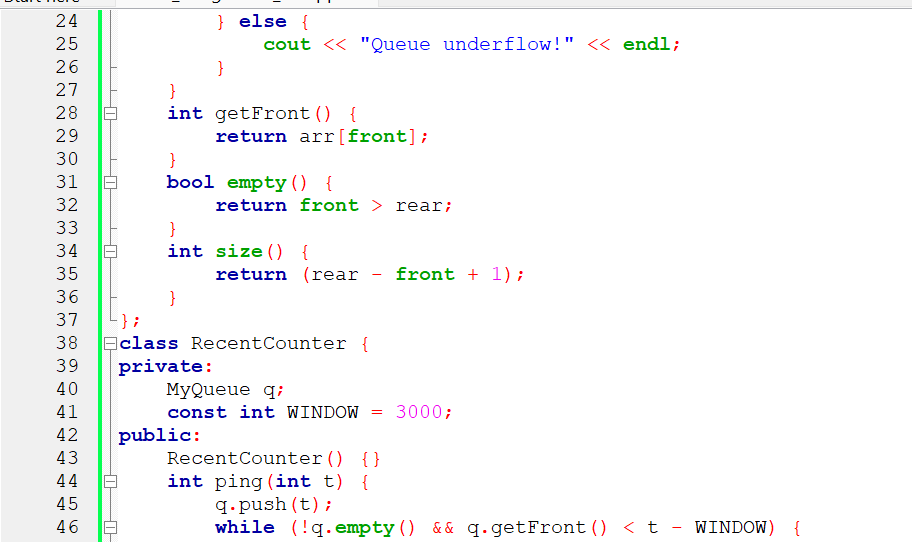 24 } else {
25 cout << "Queue underflow!" << endl;
26 }
27 }
28 int getFront() {
29 return arr[front];
30 }
31 bool empty() {
32 return front > rear;
33 }
34 int size() {
35 return (rear - front + 1);
36 }
37 };
38 class RecentCounter {
39 private:
40 MyQueue q;
41 const int WINDOW = 3000;
42 public:
43 RecentCounter() {}
44 int ping(int t) {
45 q.push(t);
46 while (!q.empty() && q.getFront() < t - WINDOW) {